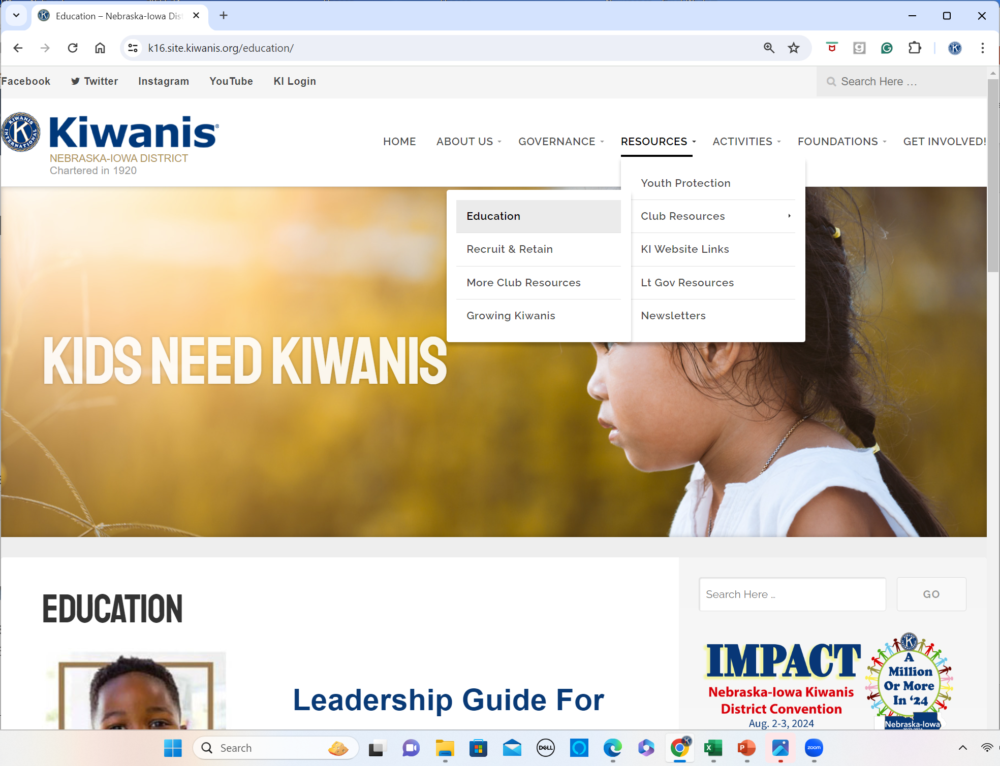 Education – Nebraska-Iowa Dis
k16.site.kiwanis.org/education/
Facebook Twitter Instagram YouTube KI Login
Search Here …
Kiwanis®
NEBRASKA-IOWA DISTRICT
Chartered in 1920
HOME ABOUT US GOVERNANCE RESOURCES ACTIVITIES FOUNDATIONS GET INVOLVED!
Youth Protection
Club Resources
KI Website Links
Lt Gov Resources
Newsletters
Education
Recruit & Retain
More Club Resources
Growing Kiwanis
KIDS NEED KIWANIS
EDUCATION
Leadership Guide For
Search Here ...
GO
IMPACT
Nebraska-Iowa Kiwanis
District Convention
Aug. 2-3, 2024
A
Million
Or More
In ‘24
Nebraska-Iowa
Search
DELL
zoom